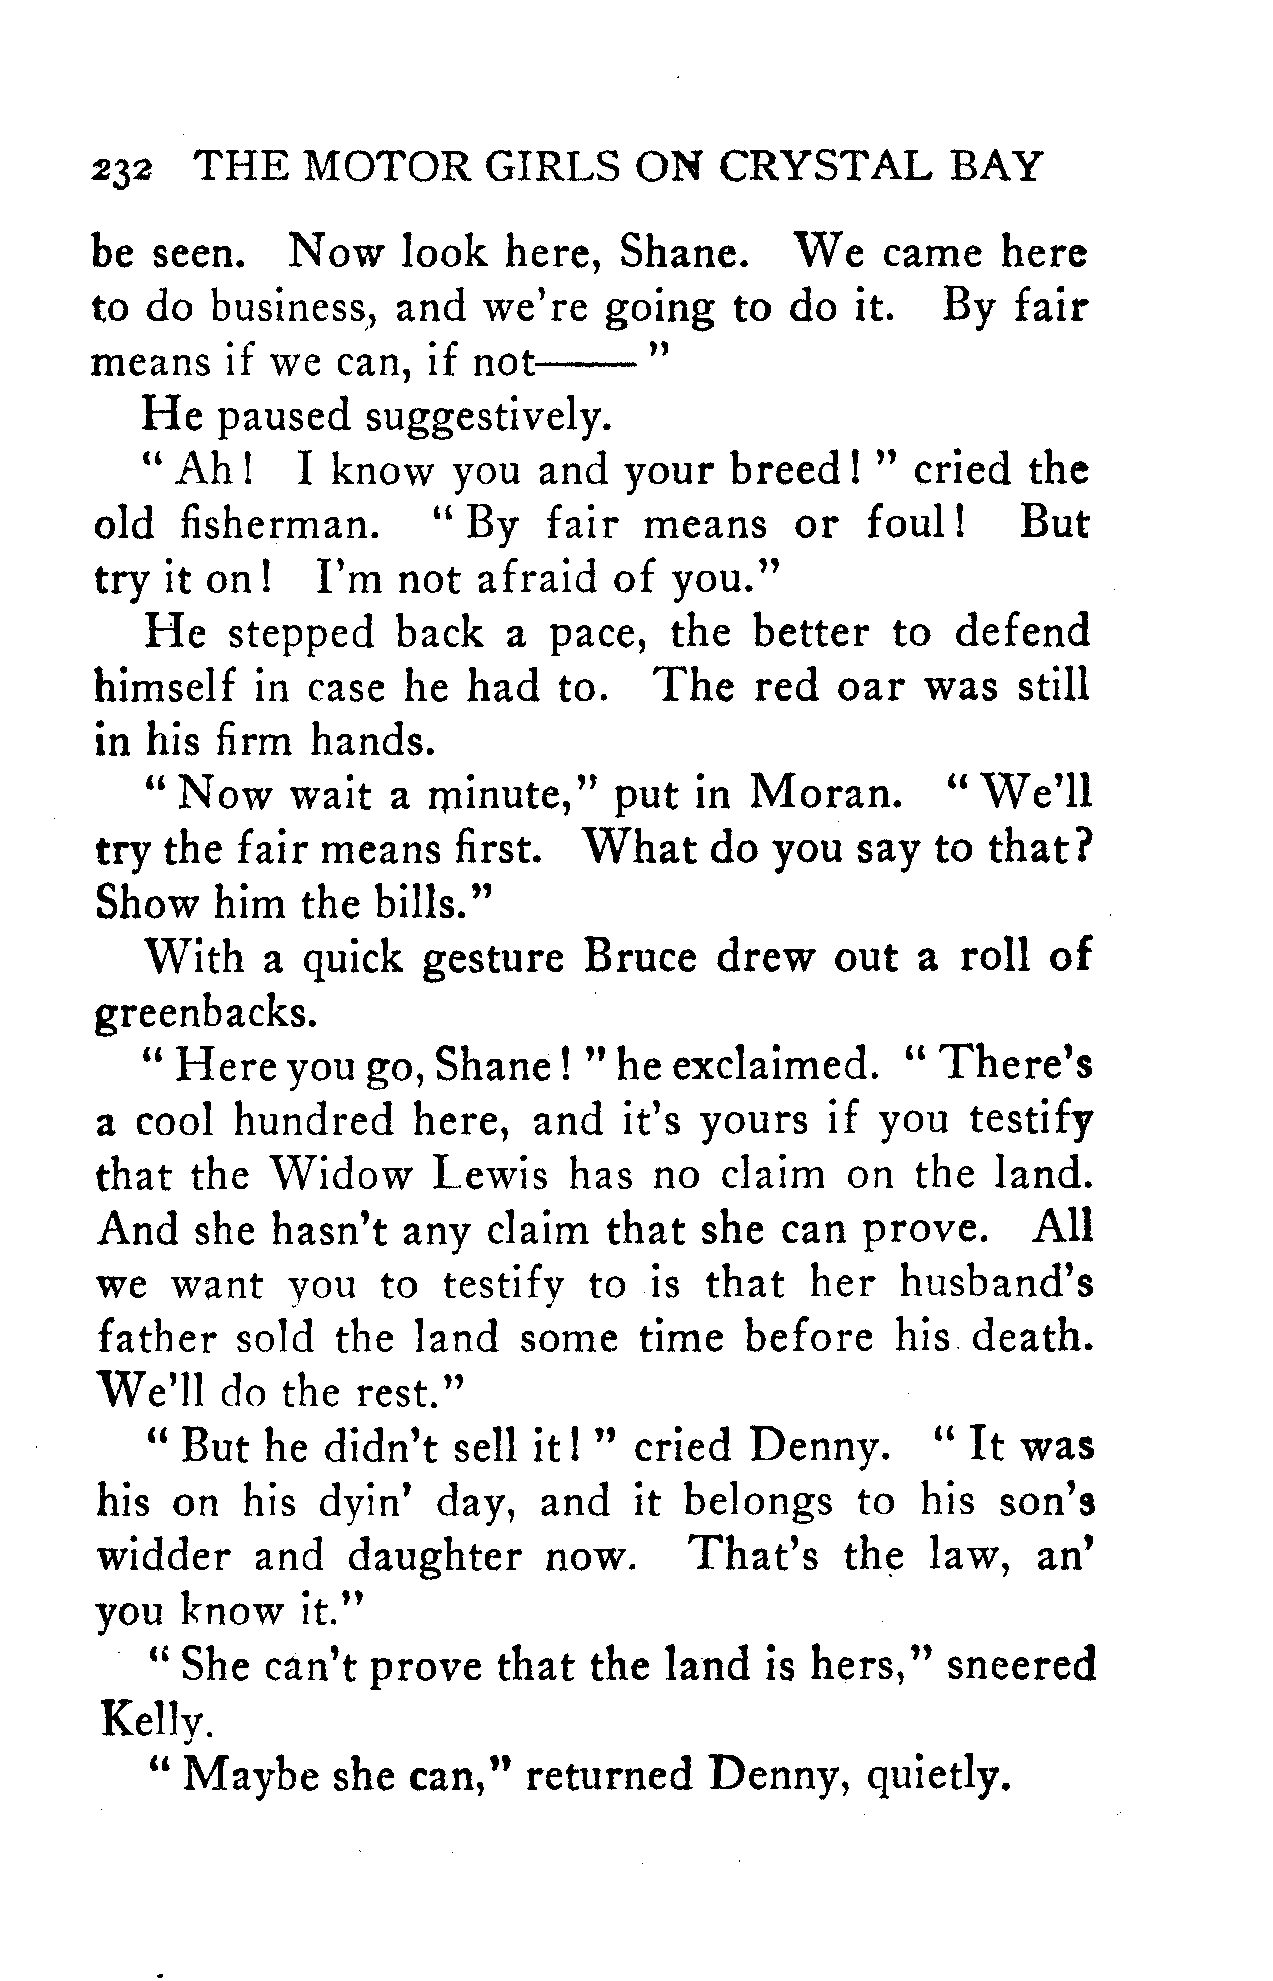 232 THE MOTOR GIRLS ON CRYSTAL BAY
be seen. Now look here, Shane. We came here
to do business, and we're going to do it. By fair
means if we can, if not—— "
He paused suggestively.
" Ah! I know you and your breed! " cried the
old fisherman. " By fair means or foul! But
try it on! I'm not afraid of you."
He stepped back a pace, the better to defend
himself in case he had to. The red oar was still
in his firm hands.
" Now wait a minute," put in Moran. " We'll
try the fair means first. What do you say to that?
Show him the bills."
With a quick gesture Bruce drew out a roll of
greenbacks.
" Here you go, Shane! " he exclaimed. " There's
a cool hundred here, and it's yours if you testify
that the Widow Lewis has no claim on the land.
And she hasn't any claim that she can prove. All
we want you to testify to is that her husband's
father sold the land some time before his death.
We'll do the rest."
" But he didn't sell it! " cried Denny. " It was
his on his dyin' day, and it belongs to his son's
widder and daughter now. That's the law, an'
you know it."
" She can't prove that the land is hers," sneered
Kelly.
" Maybe she can," returned Denny, quietly.